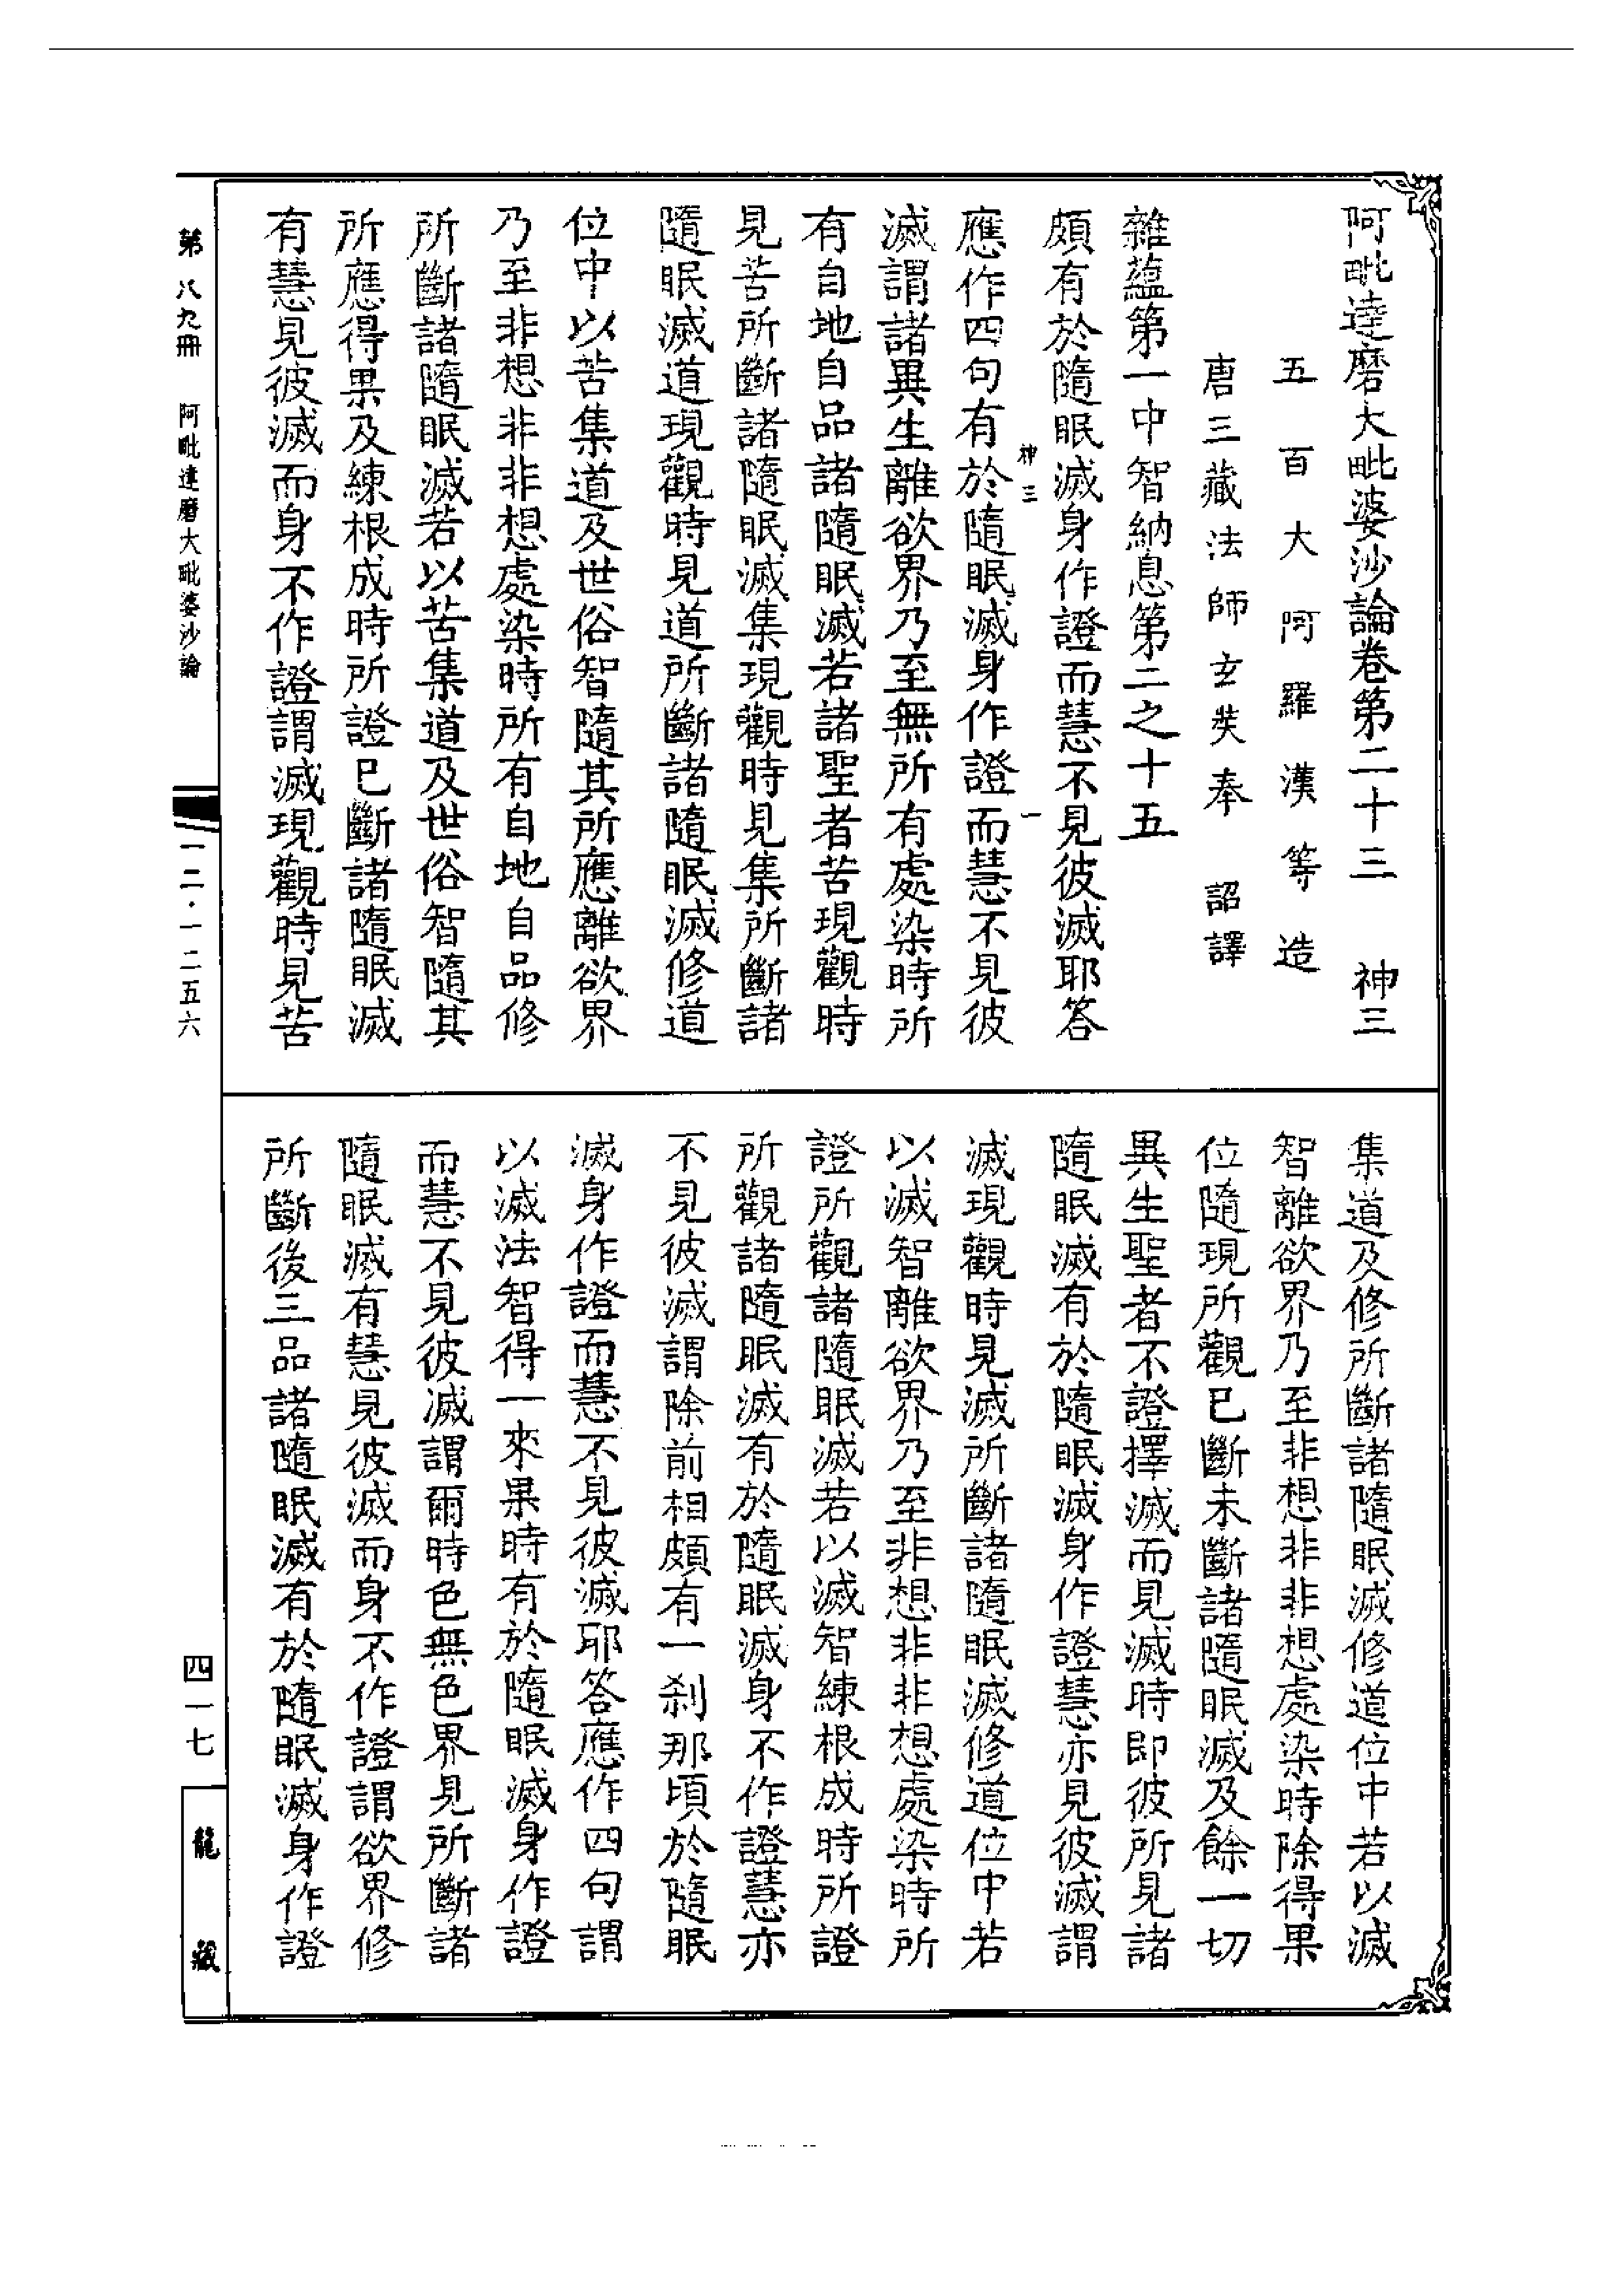 阿毗達磨大毗婆沙論卷第二十三 神三
五百大阿羅漢等造
唐三藏法師玄奘奉 詔譯
雜蘊第一中智納息第二之十五
頗有於隨眠滅身作證而慧不見彼滅耶答
神三 一
應作四句有於隨眠滅身作證而慧不見彼
滅謂諸異生離欲界乃至無所有處染時所
有自地自品諸隨眠滅若諸聖者苦現觀時
見苦所斷諸隨眠滅集現觀時見集所斷諸
隨眠滅道現觀時見道所斷諸隨眠滅修道
位中以苦集道及世俗智隨其所應離欲界
乃至非想非非想處染時所有自地自品修
所斷諸隨眠滅若以苦集道及世俗智隨其
所應得果及練根成時所證已斷諸隨眠滅
有慧見彼滅而身不作證謂滅現觀時見苦
集道及修所斷諸隨眠滅修道位中若以滅
智離欲界乃至非想非非想處染時除得果
位隨現所觀已斷未斷諸隨眠滅及餘一切
異生聖者不證擇滅而見滅時即彼所見諸
隨眠滅有於隨眠滅身作證慧亦見彼滅謂
滅現觀時見滅所斷諸隨眠滅修道位中若
以滅智離欲界乃至非想非非想處染時所
證所觀諸隨眠滅若以滅智練根成時所證
所觀諸隨眠滅有於隨眠滅身不作證慧亦
不見彼滅謂除前相頗有一剎那頃於隨眠
滅身作證而慧不見彼滅耶答應作四句謂
以滅法智得一來果時有於隨眠滅身作證
而慧不見彼滅謂爾時色無色界見所斷諸
隨眠滅有慧見彼滅而身不作證謂欲界修
所斷後三品諸隨眠滅有於隨眠滅身作證
第八九冊 阿毗達磨大毗婆沙論
一二·一二五六
四一七
龍藏